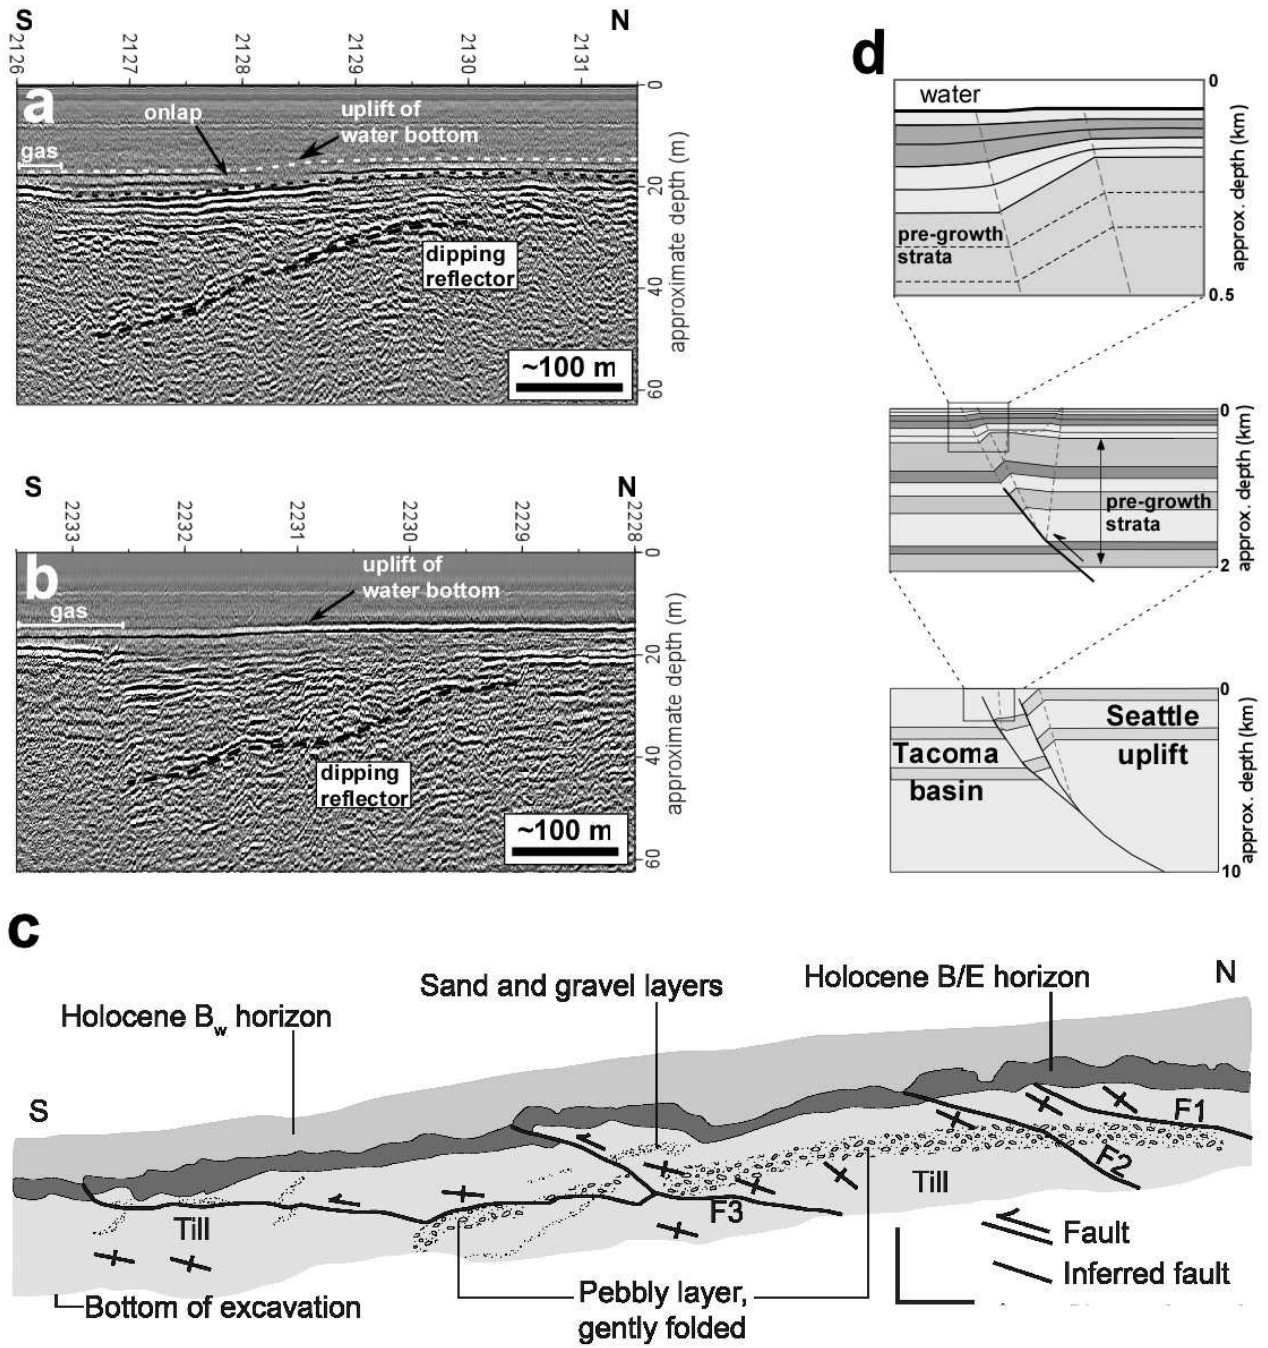 S
N
2126
2127
2128
2129
2130
2131
a
onlap
uplift of
water bottom
gas
dipping
reflector
~100 m
0
20
40
60
approximate depth (m)
S
N
2233
2232
2231
2230
2229
2228
b
uplift of
water bottom
gas
dipping
reflector
~100 m
0
20
40
60
approximate depth (m)
d
water
pre-growth
strata
0
0.5
approx. depth (km)
pre-growth
strata
0
2
approx. depth (km)
Tacoma
basin
Seattle
uplift
0
10
approx. depth (km)
c
Sand and gravel layers
Holocene B/E horizon
N
Holocene Bw horizon
S
F1
F2
F3
Till
Till
Fault
Inferred fault
Bottom of excavation
Pebbly layer,
gently folded